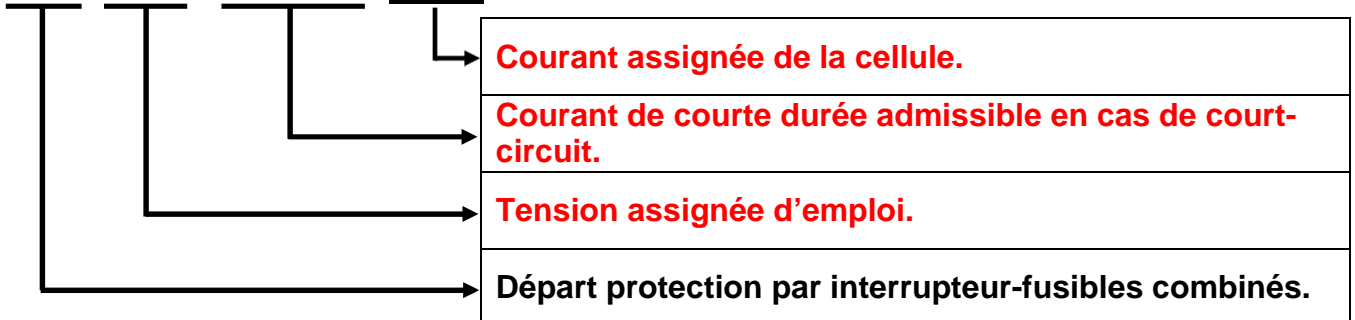 Courant assignée de la cellule.
Courant de courte durée admissible en cas de court-
circuit.
Tension assignée d’emploi.
Départ protection par interrupteur-fusibles combinés.